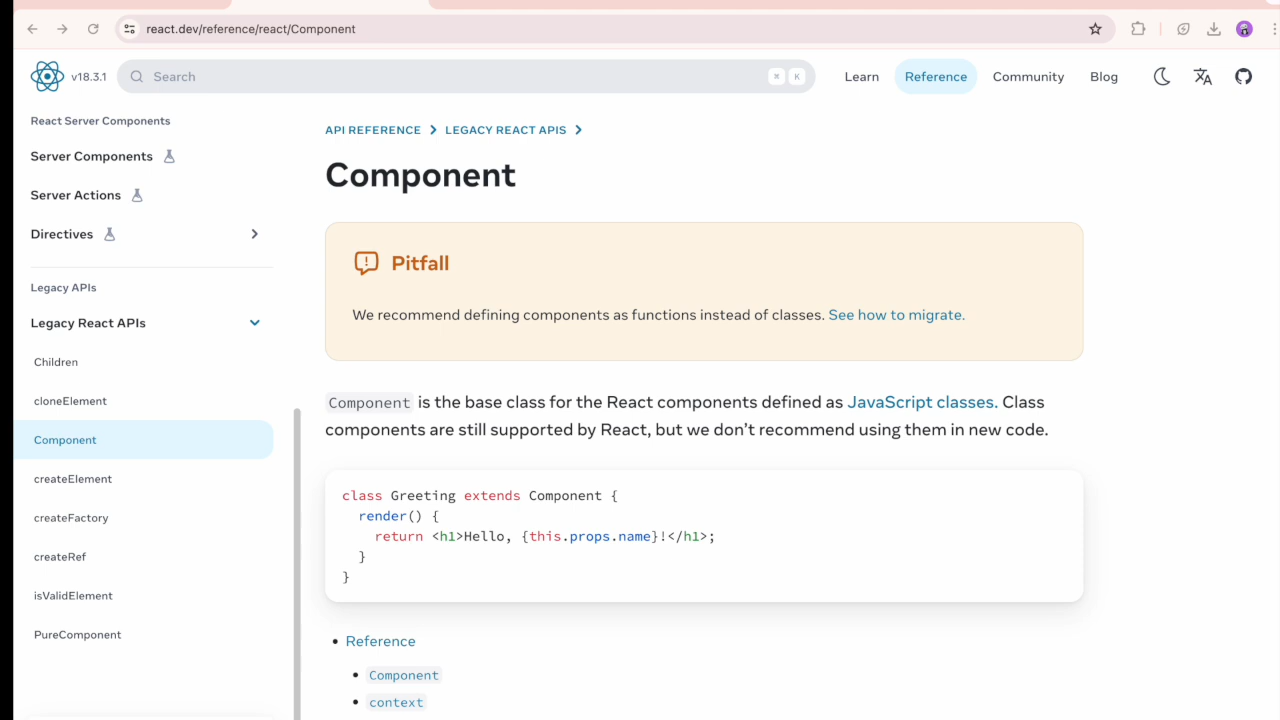 react.dev/reference/react/Component
v18.3.1
Search
⌘ K
Learn
Reference
Community
Blog
React Server Components
Server Components
Server Actions
Directives
Legacy APIs
Legacy React APIs
Children
cloneElement
Component
createElement
createFactory
createRef
isValidElement
PureComponent
API REFERENCE > LEGACY REACT APIS >
Component
Pitfall
We recommend defining components as functions instead of classes. See how to migrate.
Component is the base class for the React components defined as JavaScript classes. Class
components are still supported by React, but we don’t recommend using them in new code.
class Greeting extends Component {
  render() {
    return <h1>Hello, {this.props.name}!</h1>;
  }
}
• Reference
• Component
• context